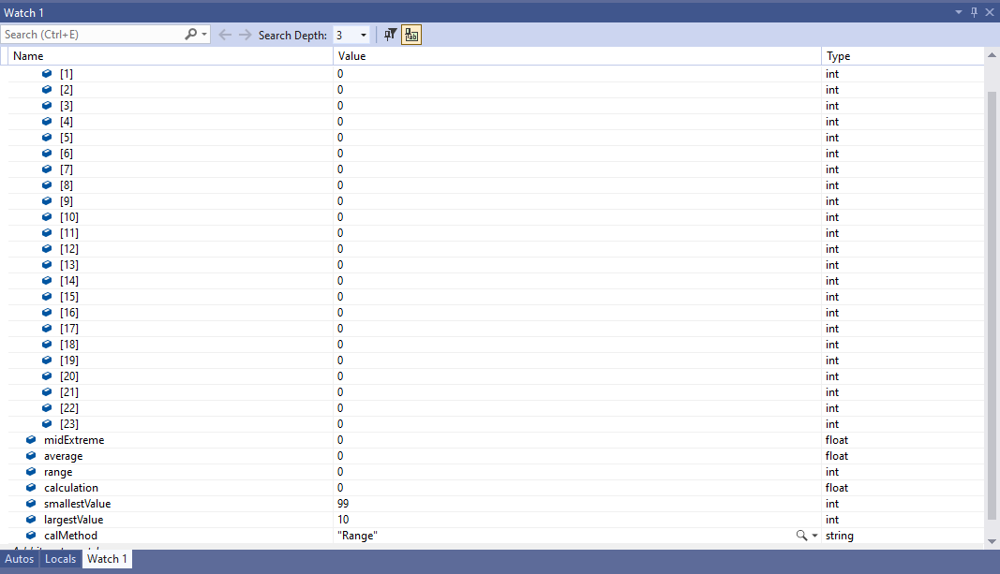 Watch 1
Search (Ctrl+E) Search Depth: 3
Name Value Type
[1] 0 int
[2] 0 int
[3] 0 int
[4] 0 int
[5] 0 int
[6] 0 int
[7] 0 int
[8] 0 int
[9] 0 int
[10] 0 int
[11] 0 int
[12] 0 int
[13] 0 int
[14] 0 int
[15] 0 int
[16] 0 int
[17] 0 int
[18] 0 int
[19] 0 int
[20] 0 int
[21] 0 int
[22] 0 int
[23] 0 int
midExtreme 0 float
average 0 float
range 0 int
calculation 0 float
smallestValue 99 int
largestValue 10 int
calMethod "Range" string
Autos Locals Watch 1